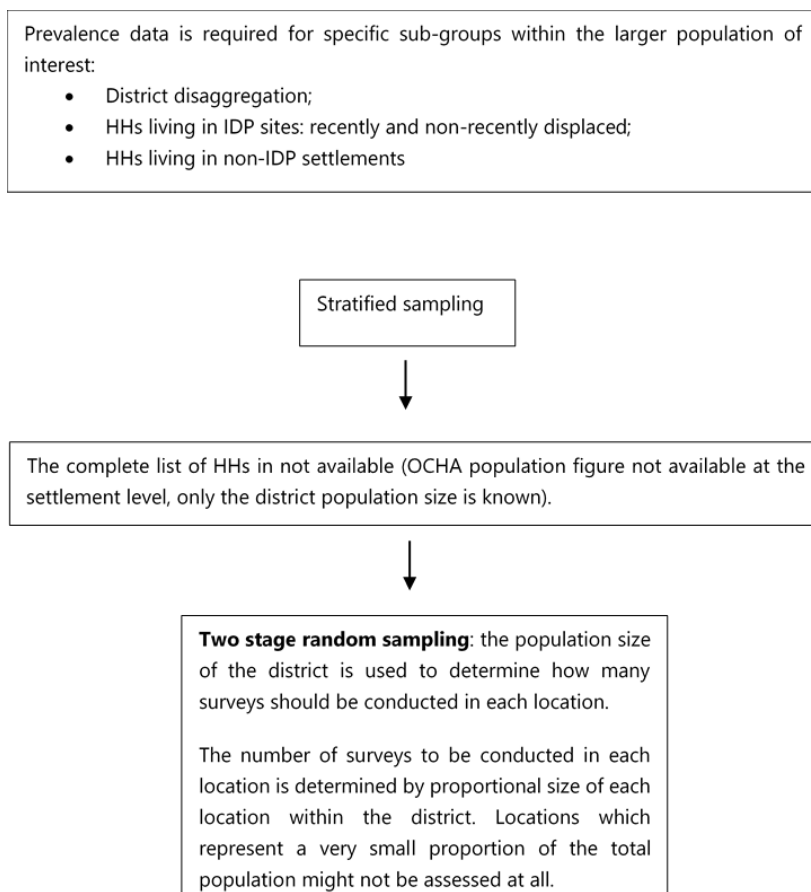 Prevalence data is required for specific sub-groups within the larger population of
interest:
• District disaggregation;
• HHs living in IDP sites: recently and non-recently displaced;
• HHs living in non-IDP settlements
Stratified sampling
The complete list of HHs in not available (OCHA population figure not available at the
settlement level, only the district population size is known).
Two stage random sampling: the population size
of the district is used to determine how many
surveys should be conducted in each location.
The number of surveys to be conducted in each
location is determined by proportional size of each
location within the district. Locations which
represent a very small proportion of the total
population might not be assessed at all.